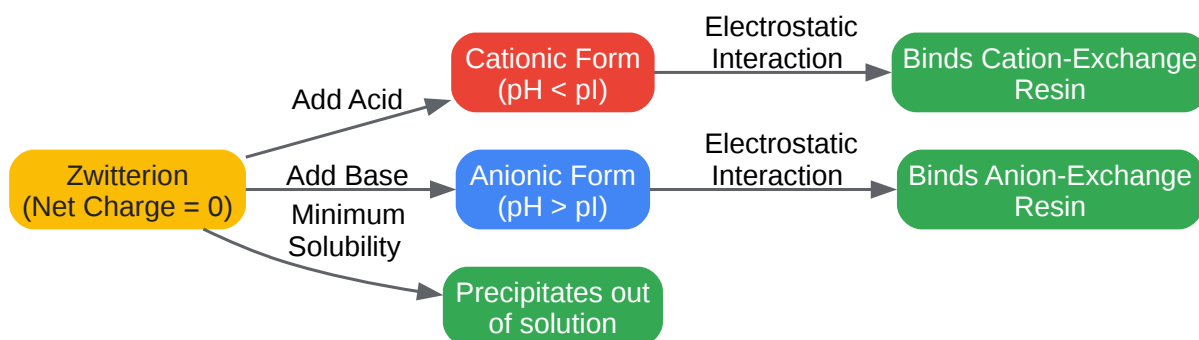 Zwitterion
(Net Charge = 0)
Add Acid
Cationic Form
(pH < pI)
Electrostatic
Interaction
Binds Cation-Exchange
Resin
Add Base
Anionic Form
(pH > pI)
Electrostatic
Interaction
Binds Anion-Exchange
Resin
Minimum
Solubility
Precipitates out
of solution